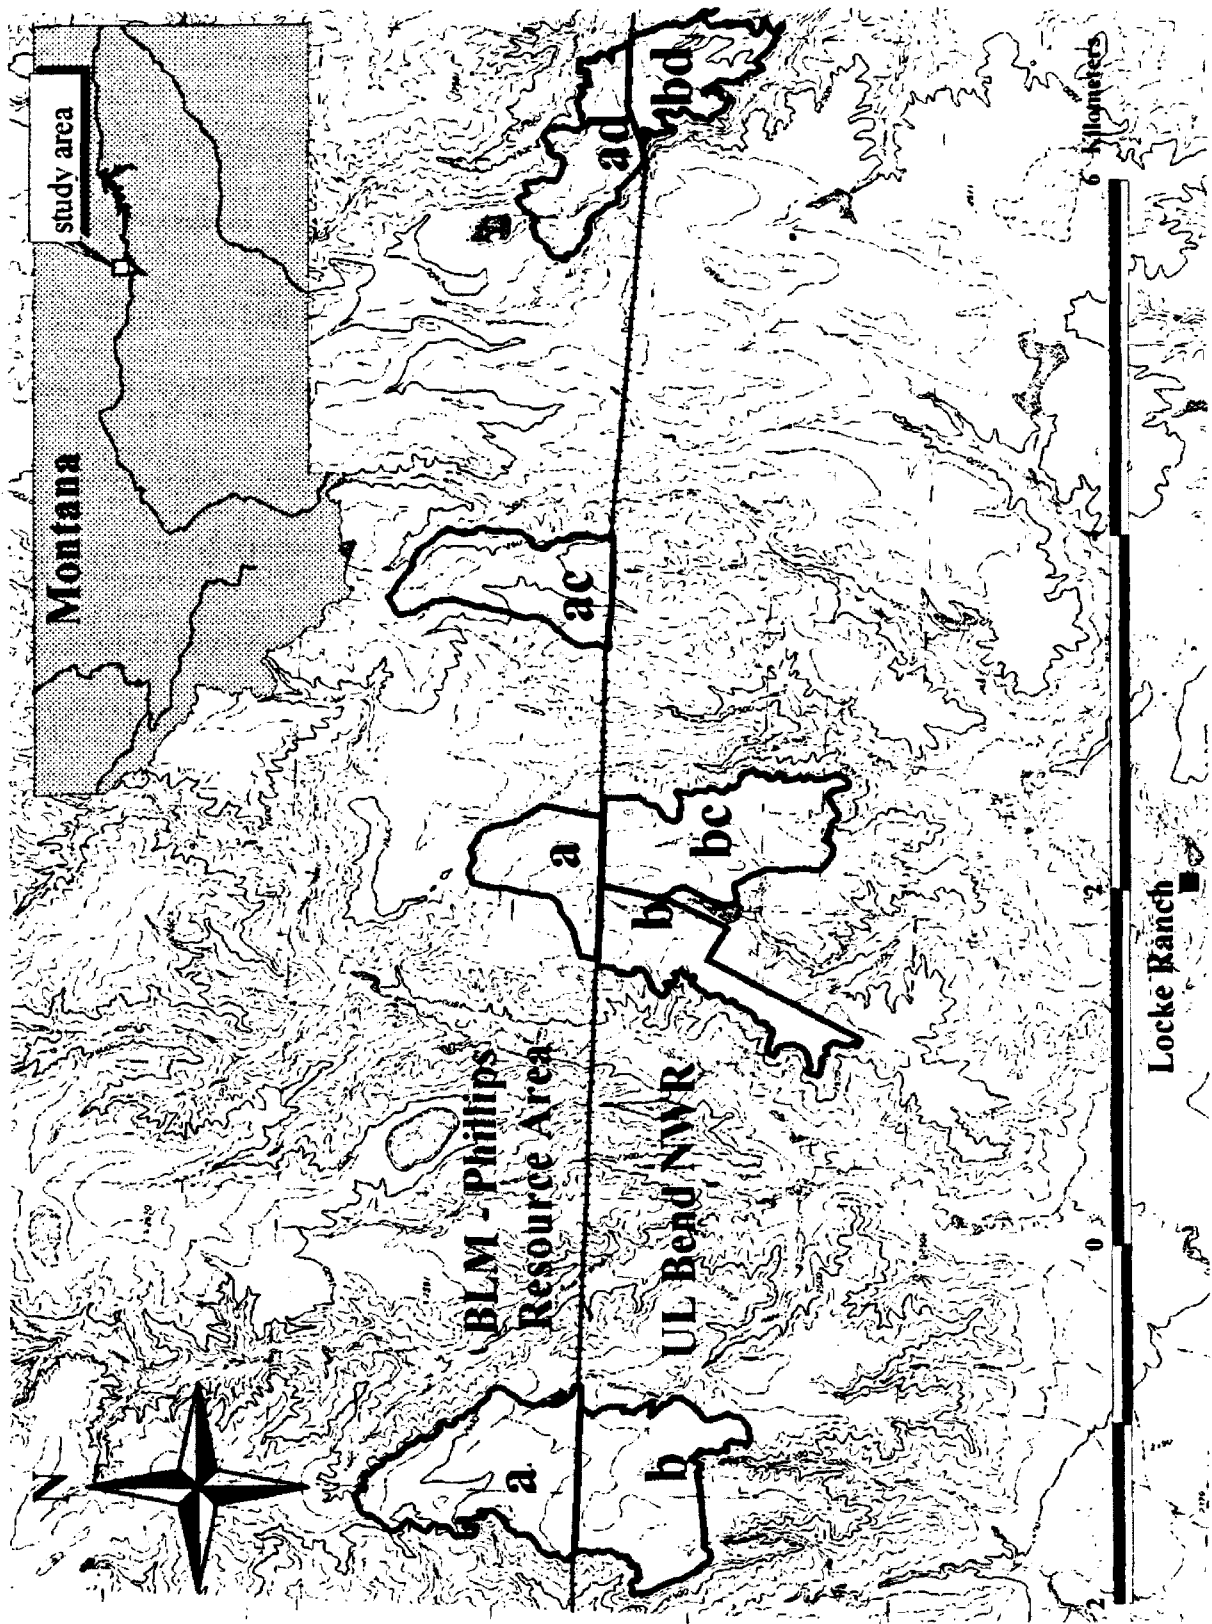 N
Montana
study area
BLM - Phillips
Resource Area
UL Bend NWR
a
b
a
b
bc
ac
ad
bd
2
0
2
4
6
Kilometers
Locke Ranch